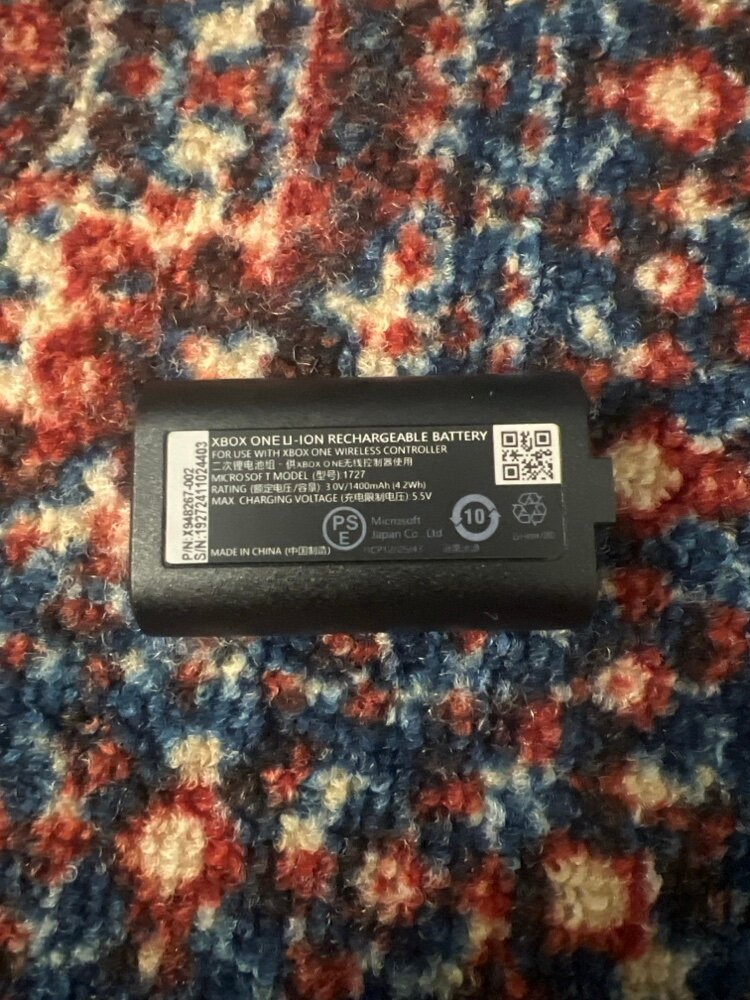 XBOX ONE LI-ION RECHARGEABLE BATTERY
FOR USE WITH XBOX ONE WIRELESS CONTROLLER
二次锂电池组 - 供XBOX ONE无线控制器使用
MICROSOFT MODEL (型号): 1727
RATING (额定电压/容量): 3.0V/1400mAh (4.2Wh)
MAX. CHARGING VOLTAGE (充电限制电压): 5.5V
PS
E
Microsoft
Japan Co Ltd
10
MADE IN CHINA (中国制造)
P/N: X948267-002
S/N:19272411024403